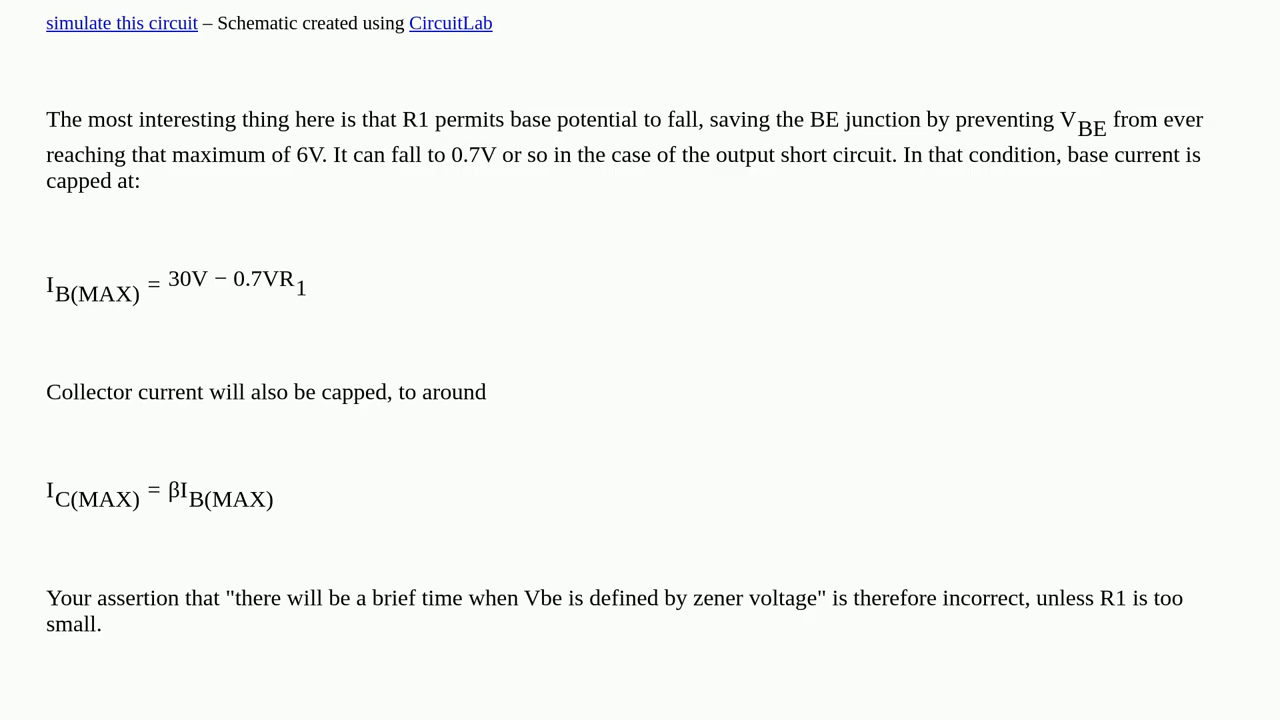 simulate this circuit – Schematic created using CircuitLab
The most interesting thing here is that R1 permits base potential to fall, saving the BE junction by preventing VBE from ever
reaching that maximum of 6V. It can fall to 0.7V or so in the case of the output short circuit. In that condition, base current is
capped at:
IB(MAX) = 30V − 0.7VR1
Collector current will also be capped, to around
IC(MAX) = βIB(MAX)
Your assertion that "there will be a brief time when Vbe is defined by zener voltage" is therefore incorrect, unless R1 is too
small.